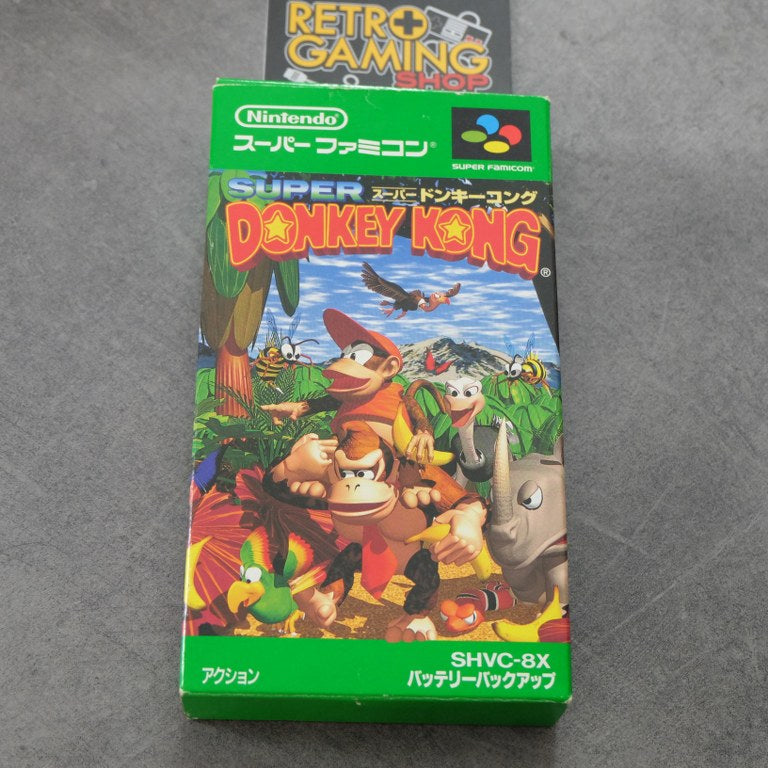 RETRO
GAMING
SHOP
Nintendo®
スーパーファミコン®
SUPER FAMICOM®
SUPER スーパードンキーコング
DONKEY KONG®
アクション
SHVC-8X
バッテリーバックアップ